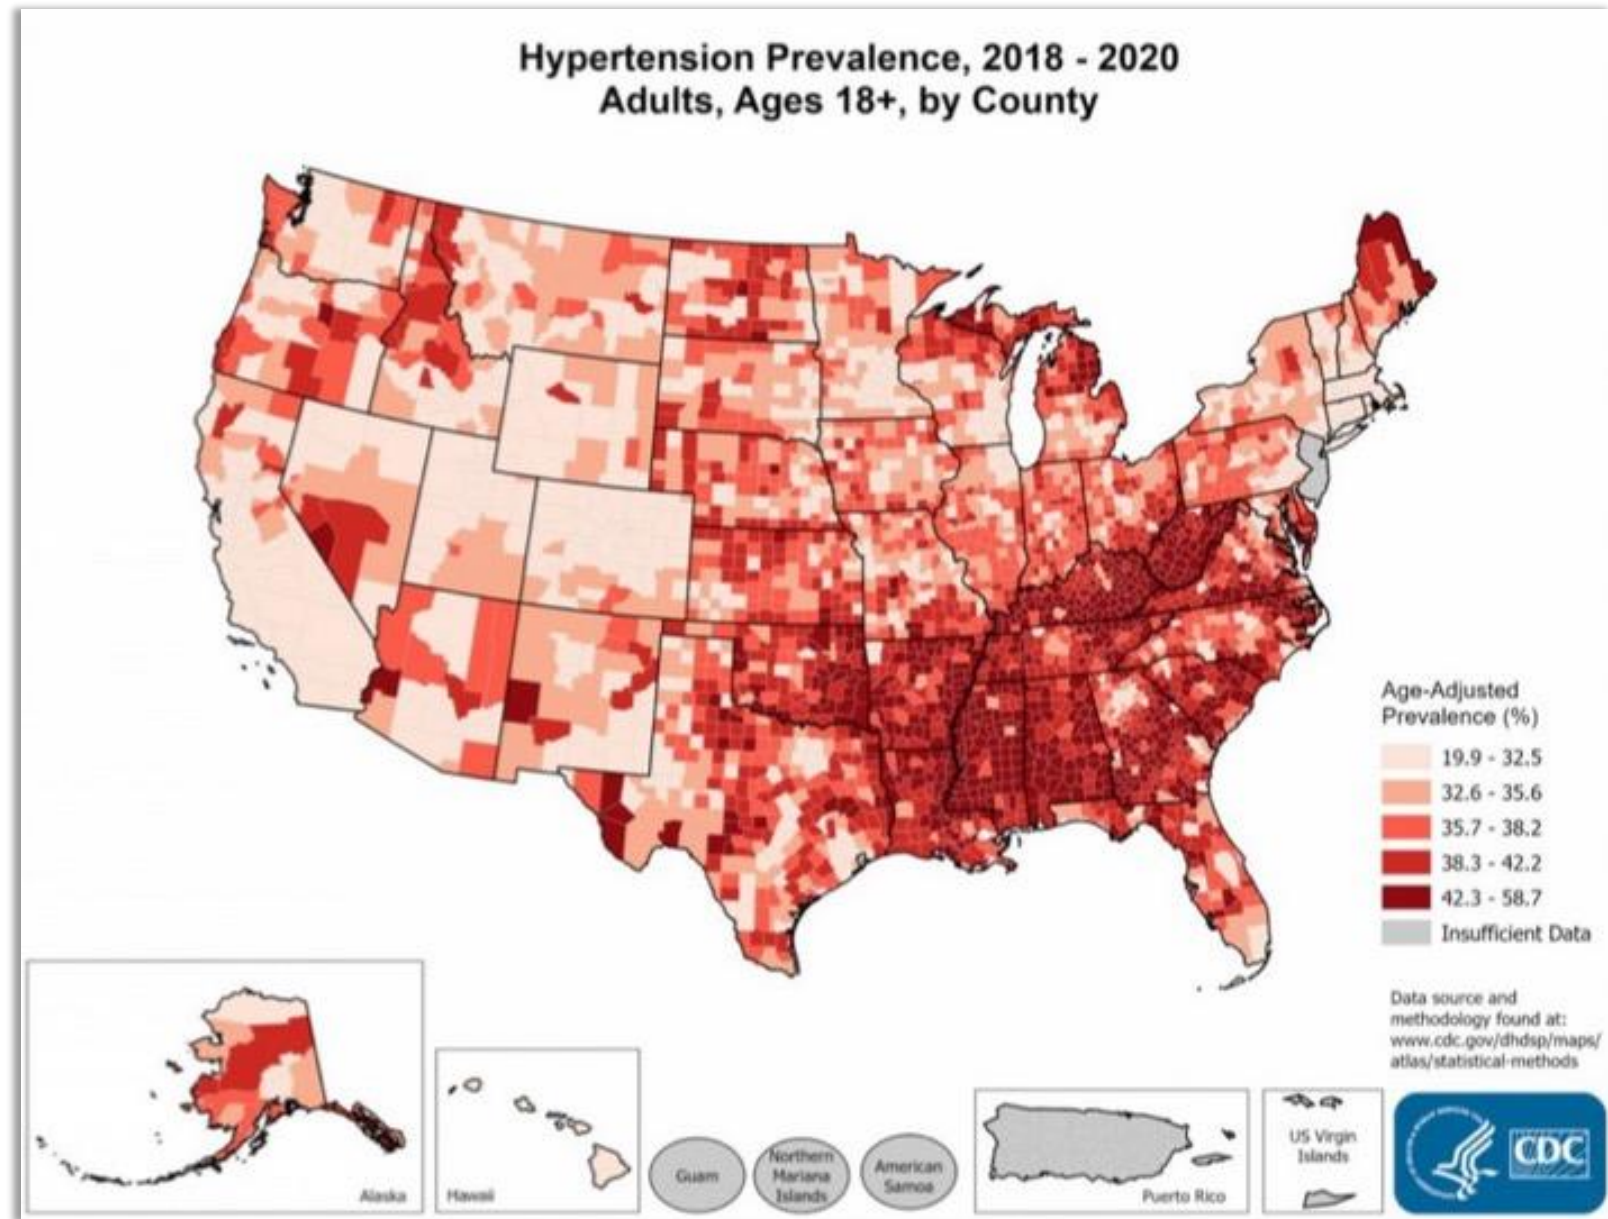 Hypertension Prevalence, 2018 - 2020
Adults, Ages 18+, by County
Age-Adjusted
Prevalence (%)
19.9 - 32.5
32.6 - 35.6
35.7 - 38.2
38.3 - 42.2
42.3 - 58.7
Insufficient Data
Data source and
methodology found at:
www.cdc.gov/dhdsp/maps/
atlas/statistical-methods
Alaska
Hawaii
Guam
Northern
Mariana
Islands
American
Samoa
Puerto Rico
US Virgin
Islands
CDC